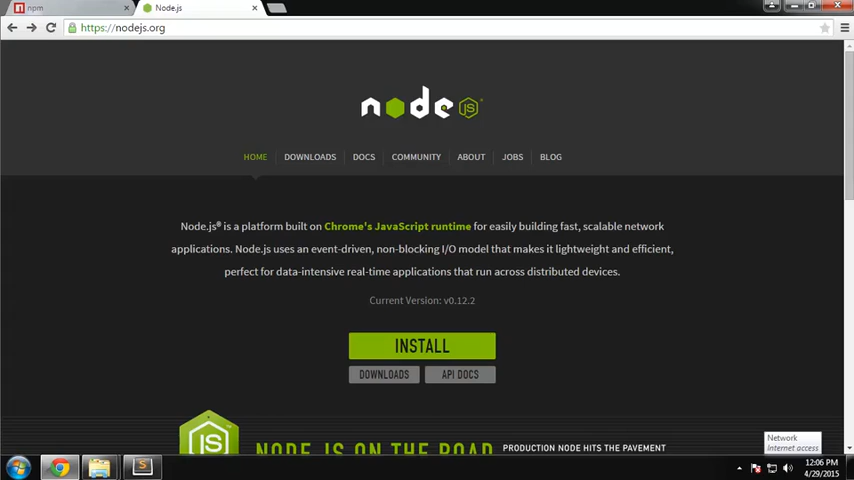 npm
Node.js
https://nodejs.org
node JS
HOME DOWNLOADS DOCS COMMUNITY ABOUT JOBS BLOG
Node.js® is a platform built on Chrome's JavaScript runtime for easily building fast, scalable network
applications. Node.js uses an event-driven, non-blocking I/O model that makes it lightweight and efficient,
perfect for data-intensive real-time applications that run across distributed devices.
Current Version: v0.12.2
INSTALL
DOWNLOADS API DOCS
JS NODE.JS ON THE ROAD PRODUCTION NODE HITS THE PAVEMENT
Network
Internet access
12:06 PM
4/29/2015